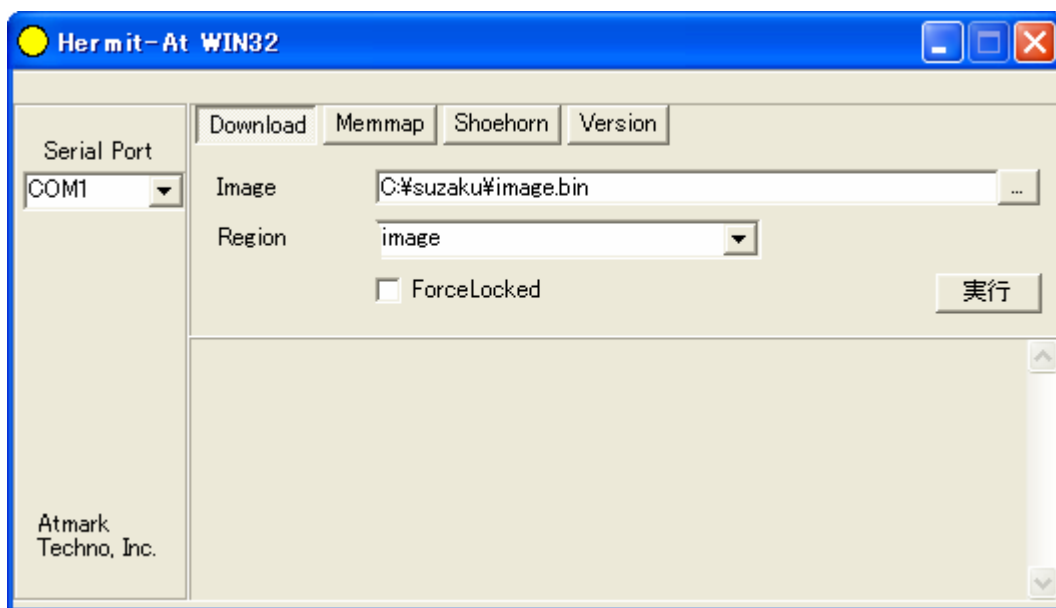 Hermit-At WIN32
Serial Port
COM1
Download Memmap Shoehorn Version
Image C:¥suzaku¥image.bin ...
Region image
ForceLocked 実行
Atmark
Techno, Inc.